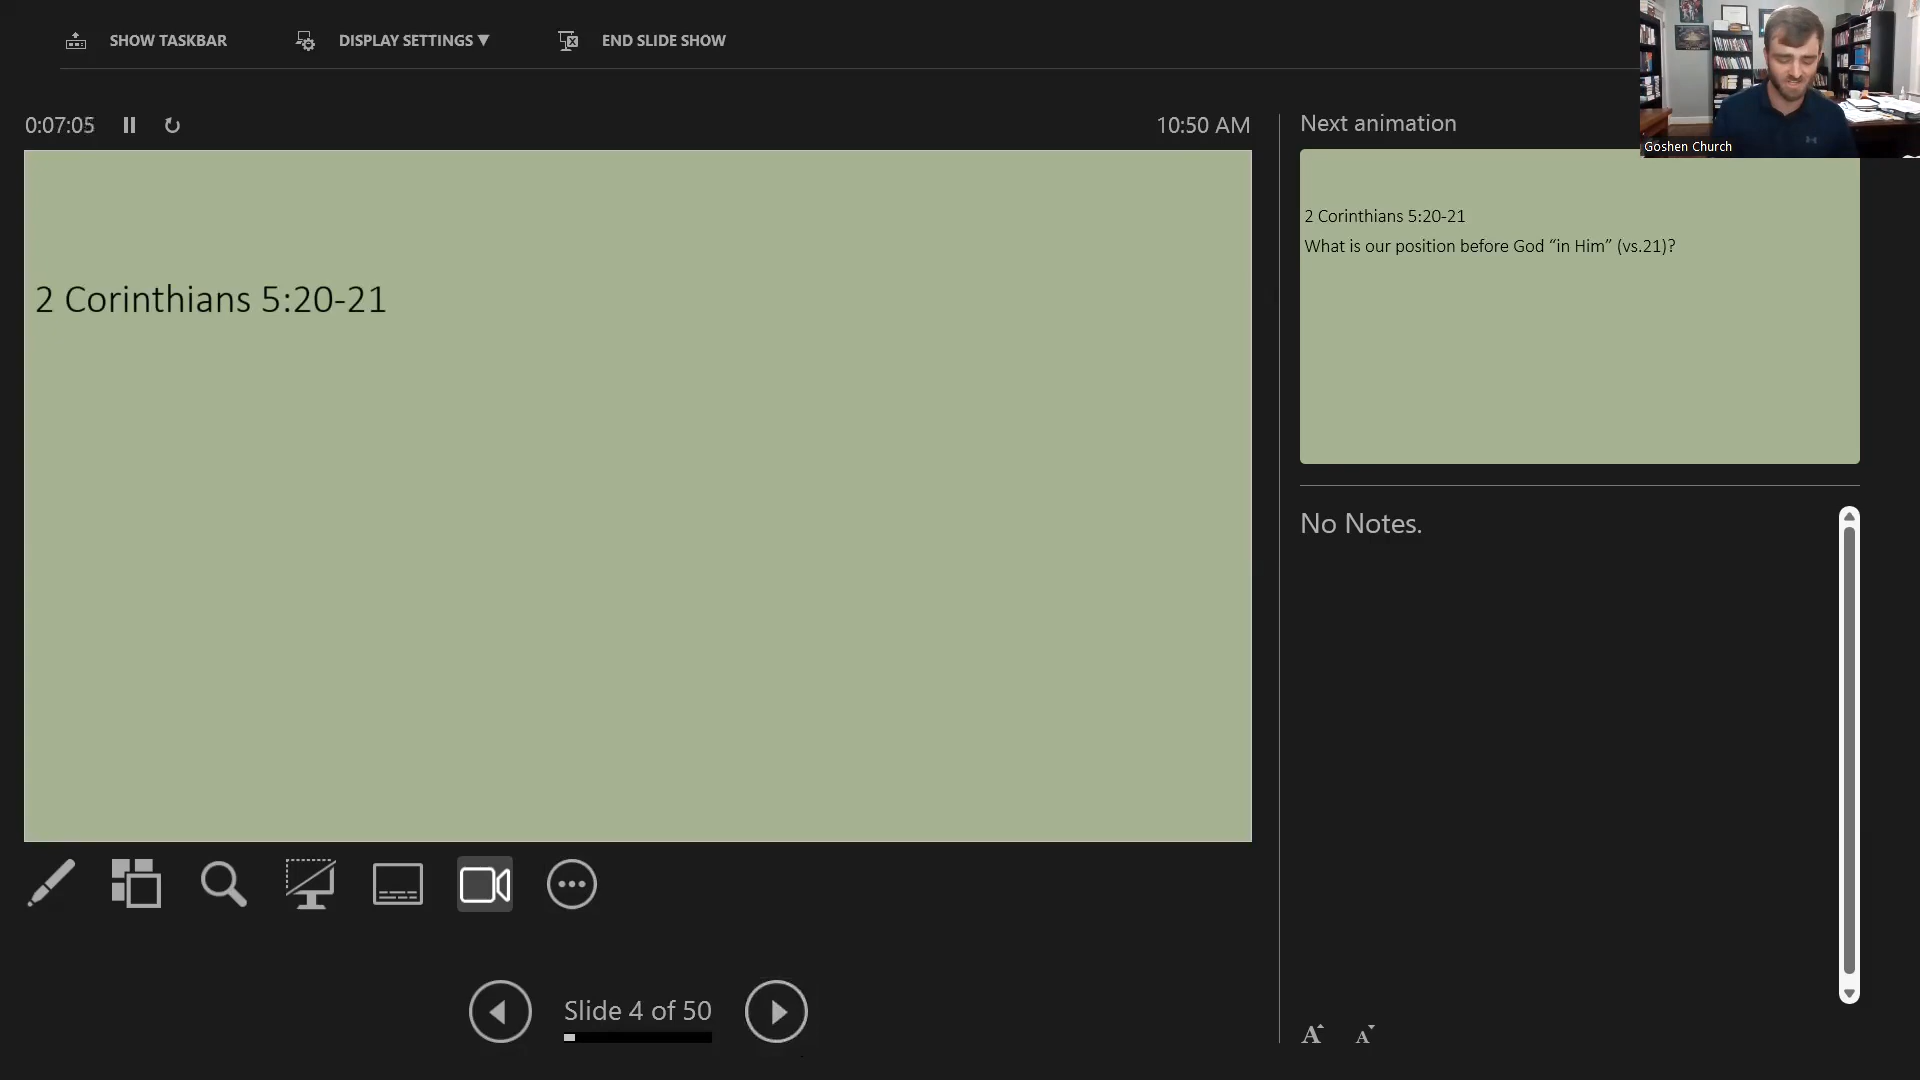 SHOW TASKBAR
DISPLAY SETTINGS ▼
END SLIDE SHOW
Goshen Church
0:07:05
10:50 AM
Next animation
2 Corinthians 5:20-21
2 Corinthians 5:20-21
What is our position before God “in Him” (vs.21)?
No Notes.
Slide 4 of 50
A A